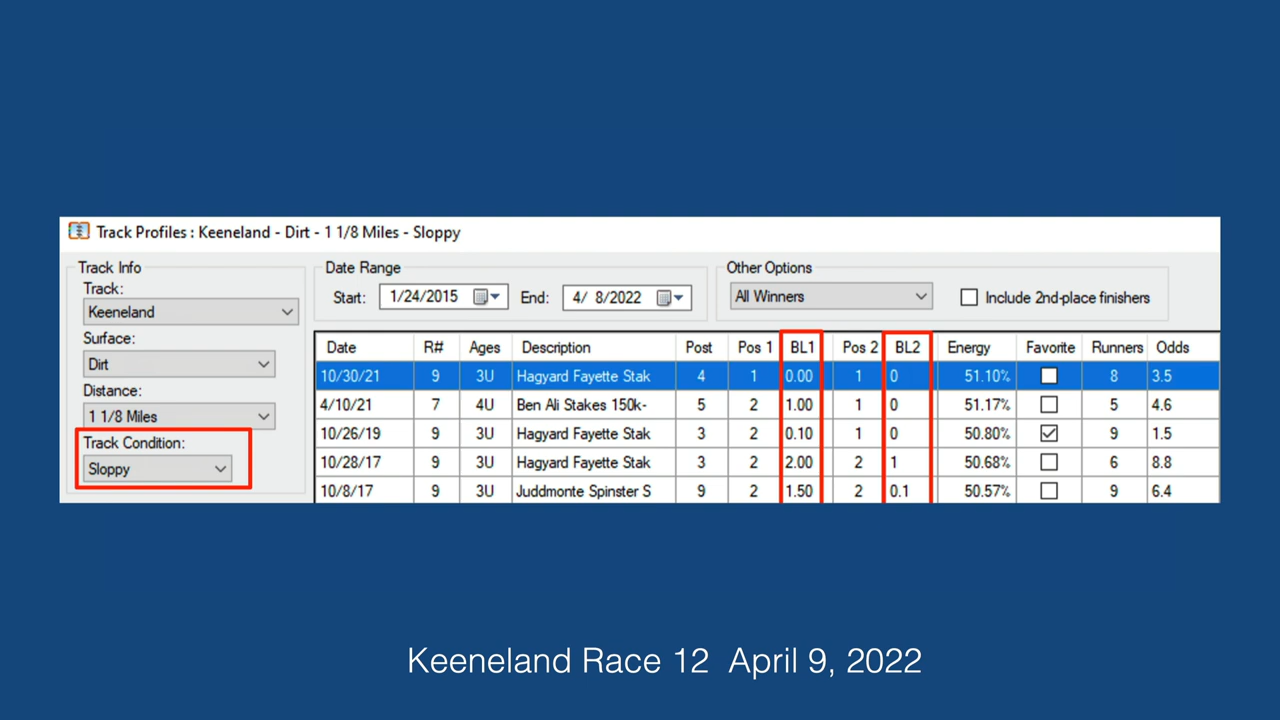 Track Profiles : Keeneland - Dirt - 1 1/8 Miles - Sloppy
Track Info
Track:
Keeneland
Surface:
Dirt
Distance:
1 1/8 Miles
Track Condition:
Sloppy
Date Range
Start: 1/24/2015 End: 4/ 8/2022
Other Options
All Winners Include 2nd-place finishers
Date R# Ages Description Post Pos 1 BL1 Pos 2 BL2 Energy Favorite Runners Odds
10/30/21 9 3U Hagyard Fayette Stak 4 1 0.00 1 0 51.10% 8 3.5
4/10/21 7 4U Ben Ali Stakes 150k- 5 2 1.00 1 0 51.17% 5 4.6
10/26/19 9 3U Hagyard Fayette Stak 3 2 0.10 1 0 50.80% 9 1.5
10/28/17 9 3U Hagyard Fayette Stak 3 2 2.00 2 1 50.68% 6 8.8
10/8/17 9 3U Juddmonte Spinster S 9 2 1.50 2 0.1 50.57% 9 6.4
Keeneland Race 12 April 9, 2022